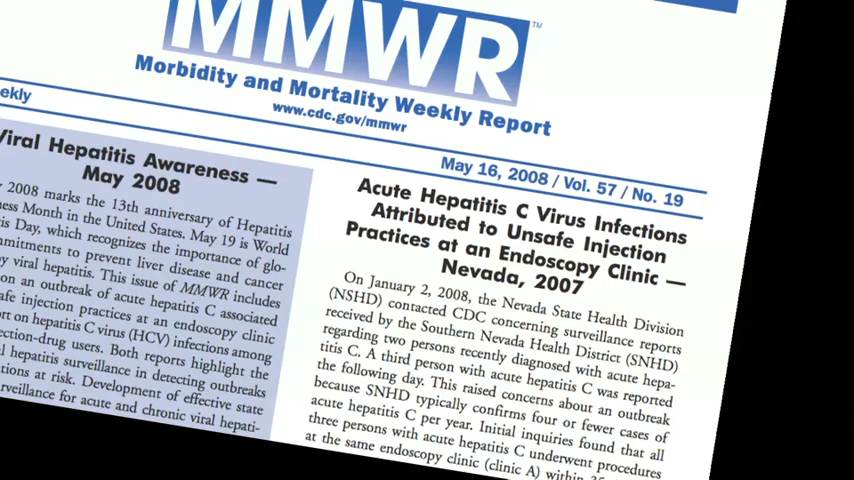 MMWR™
Morbidity and Mortality Weekly Report
www.cdc.gov/mmwr
ekly
May 16, 2008 / Vol. 57 / No. 19
Viral Hepatitis Awareness —
May 2008
2008 marks the 13th anniversary of Hepatitis
ness Month in the United States. May 19 is World
is Day, which recognizes the importance of glo-
mmitments to prevent liver disease and cancer
by viral hepatitis. This issue of MMWR includes
on an outbreak of acute hepatitis C associated
afe injection practices at an endoscopy clinic
rt on hepatitis C virus (HCV) infections among
ection-drug users. Both reports highlight the
l hepatitis surveillance in detecting outbreaks
tions at risk. Development of effective state
rveillance for acute and chronic viral hepati-
Acute Hepatitis C Virus Infections
Attributed to Unsafe Injection
Practices at an Endoscopy Clinic —
Nevada, 2007
On January 2, 2008, the Nevada State Health Division
(NSHD) contacted CDC concerning surveillance reports
received by the Southern Nevada Health District (SNHD)
regarding two persons recently diagnosed with acute hepa-
titis C. A third person with acute hepatitis C was reported
the following day. This raised concerns about an outbreak
because SNHD typically confirms four or fewer cases of
acute hepatitis C per year. Initial inquiries found that all
three persons with acute hepatitis C underwent procedures
at the same endoscopy clinic (clinic A) within